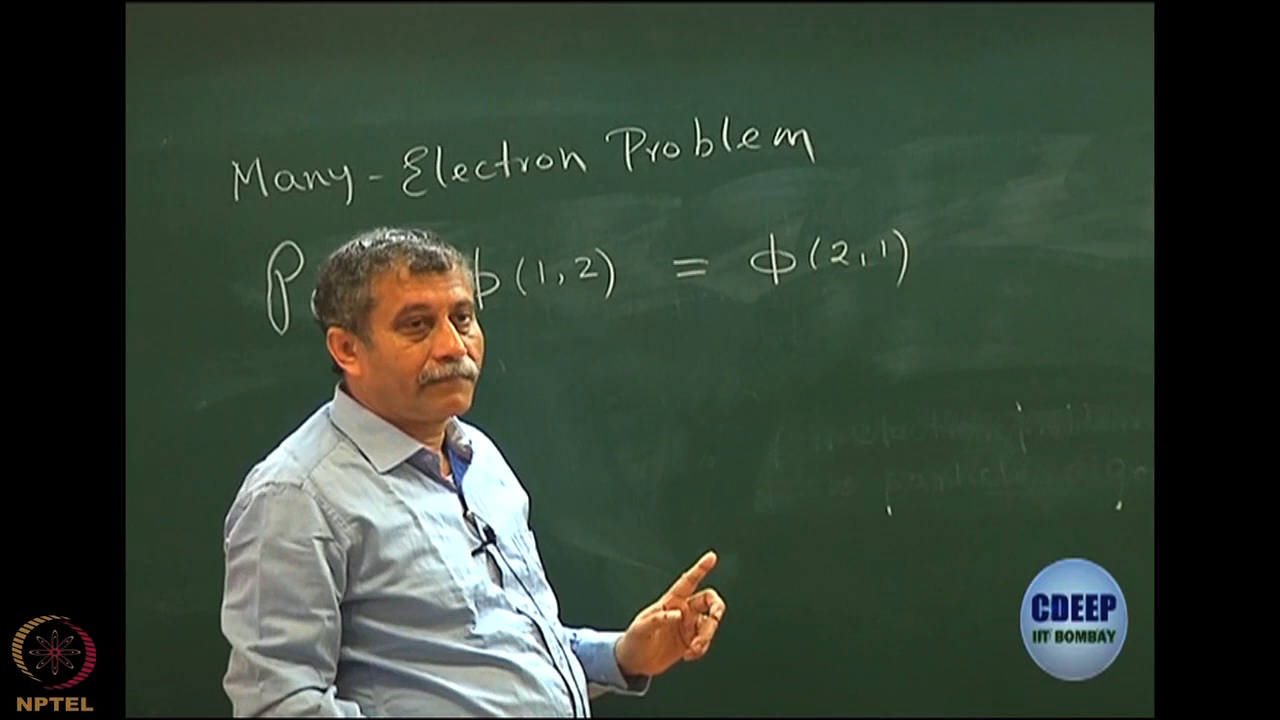 Many-Electron Problem
P φ(1,2) = φ(2,1)
CDEEP
IIT BOMBAY
NPTEL